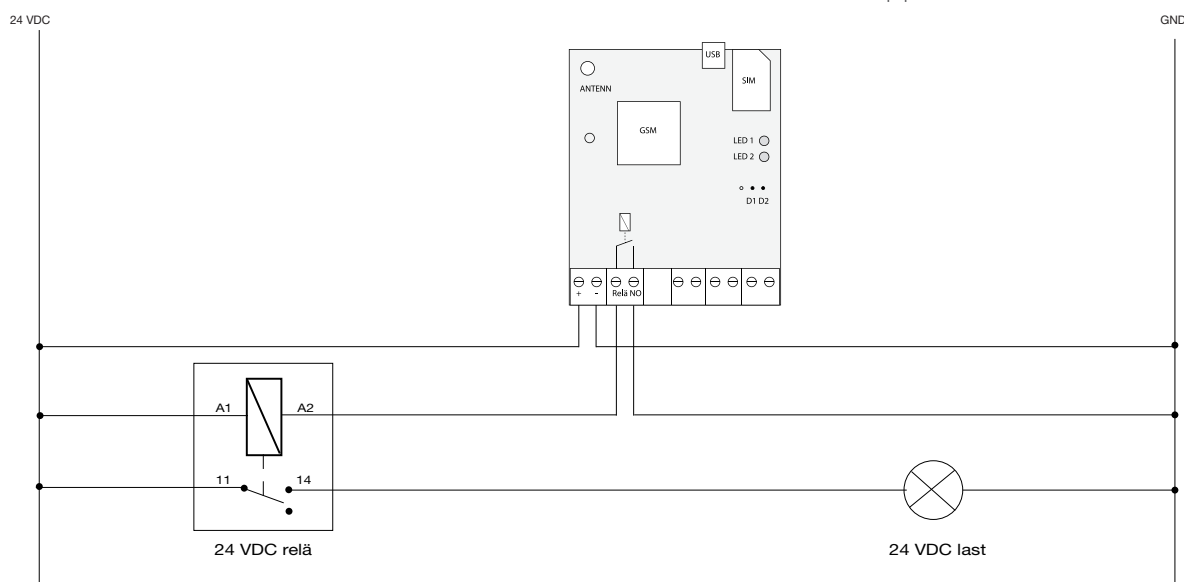 24 VDC
GND
USB
SIM
ANTENN
GSM
LED 1
LED 2
D1 D2
+ - Relä NO
A1 A2
11 14
24 VDC relä
24 VDC last